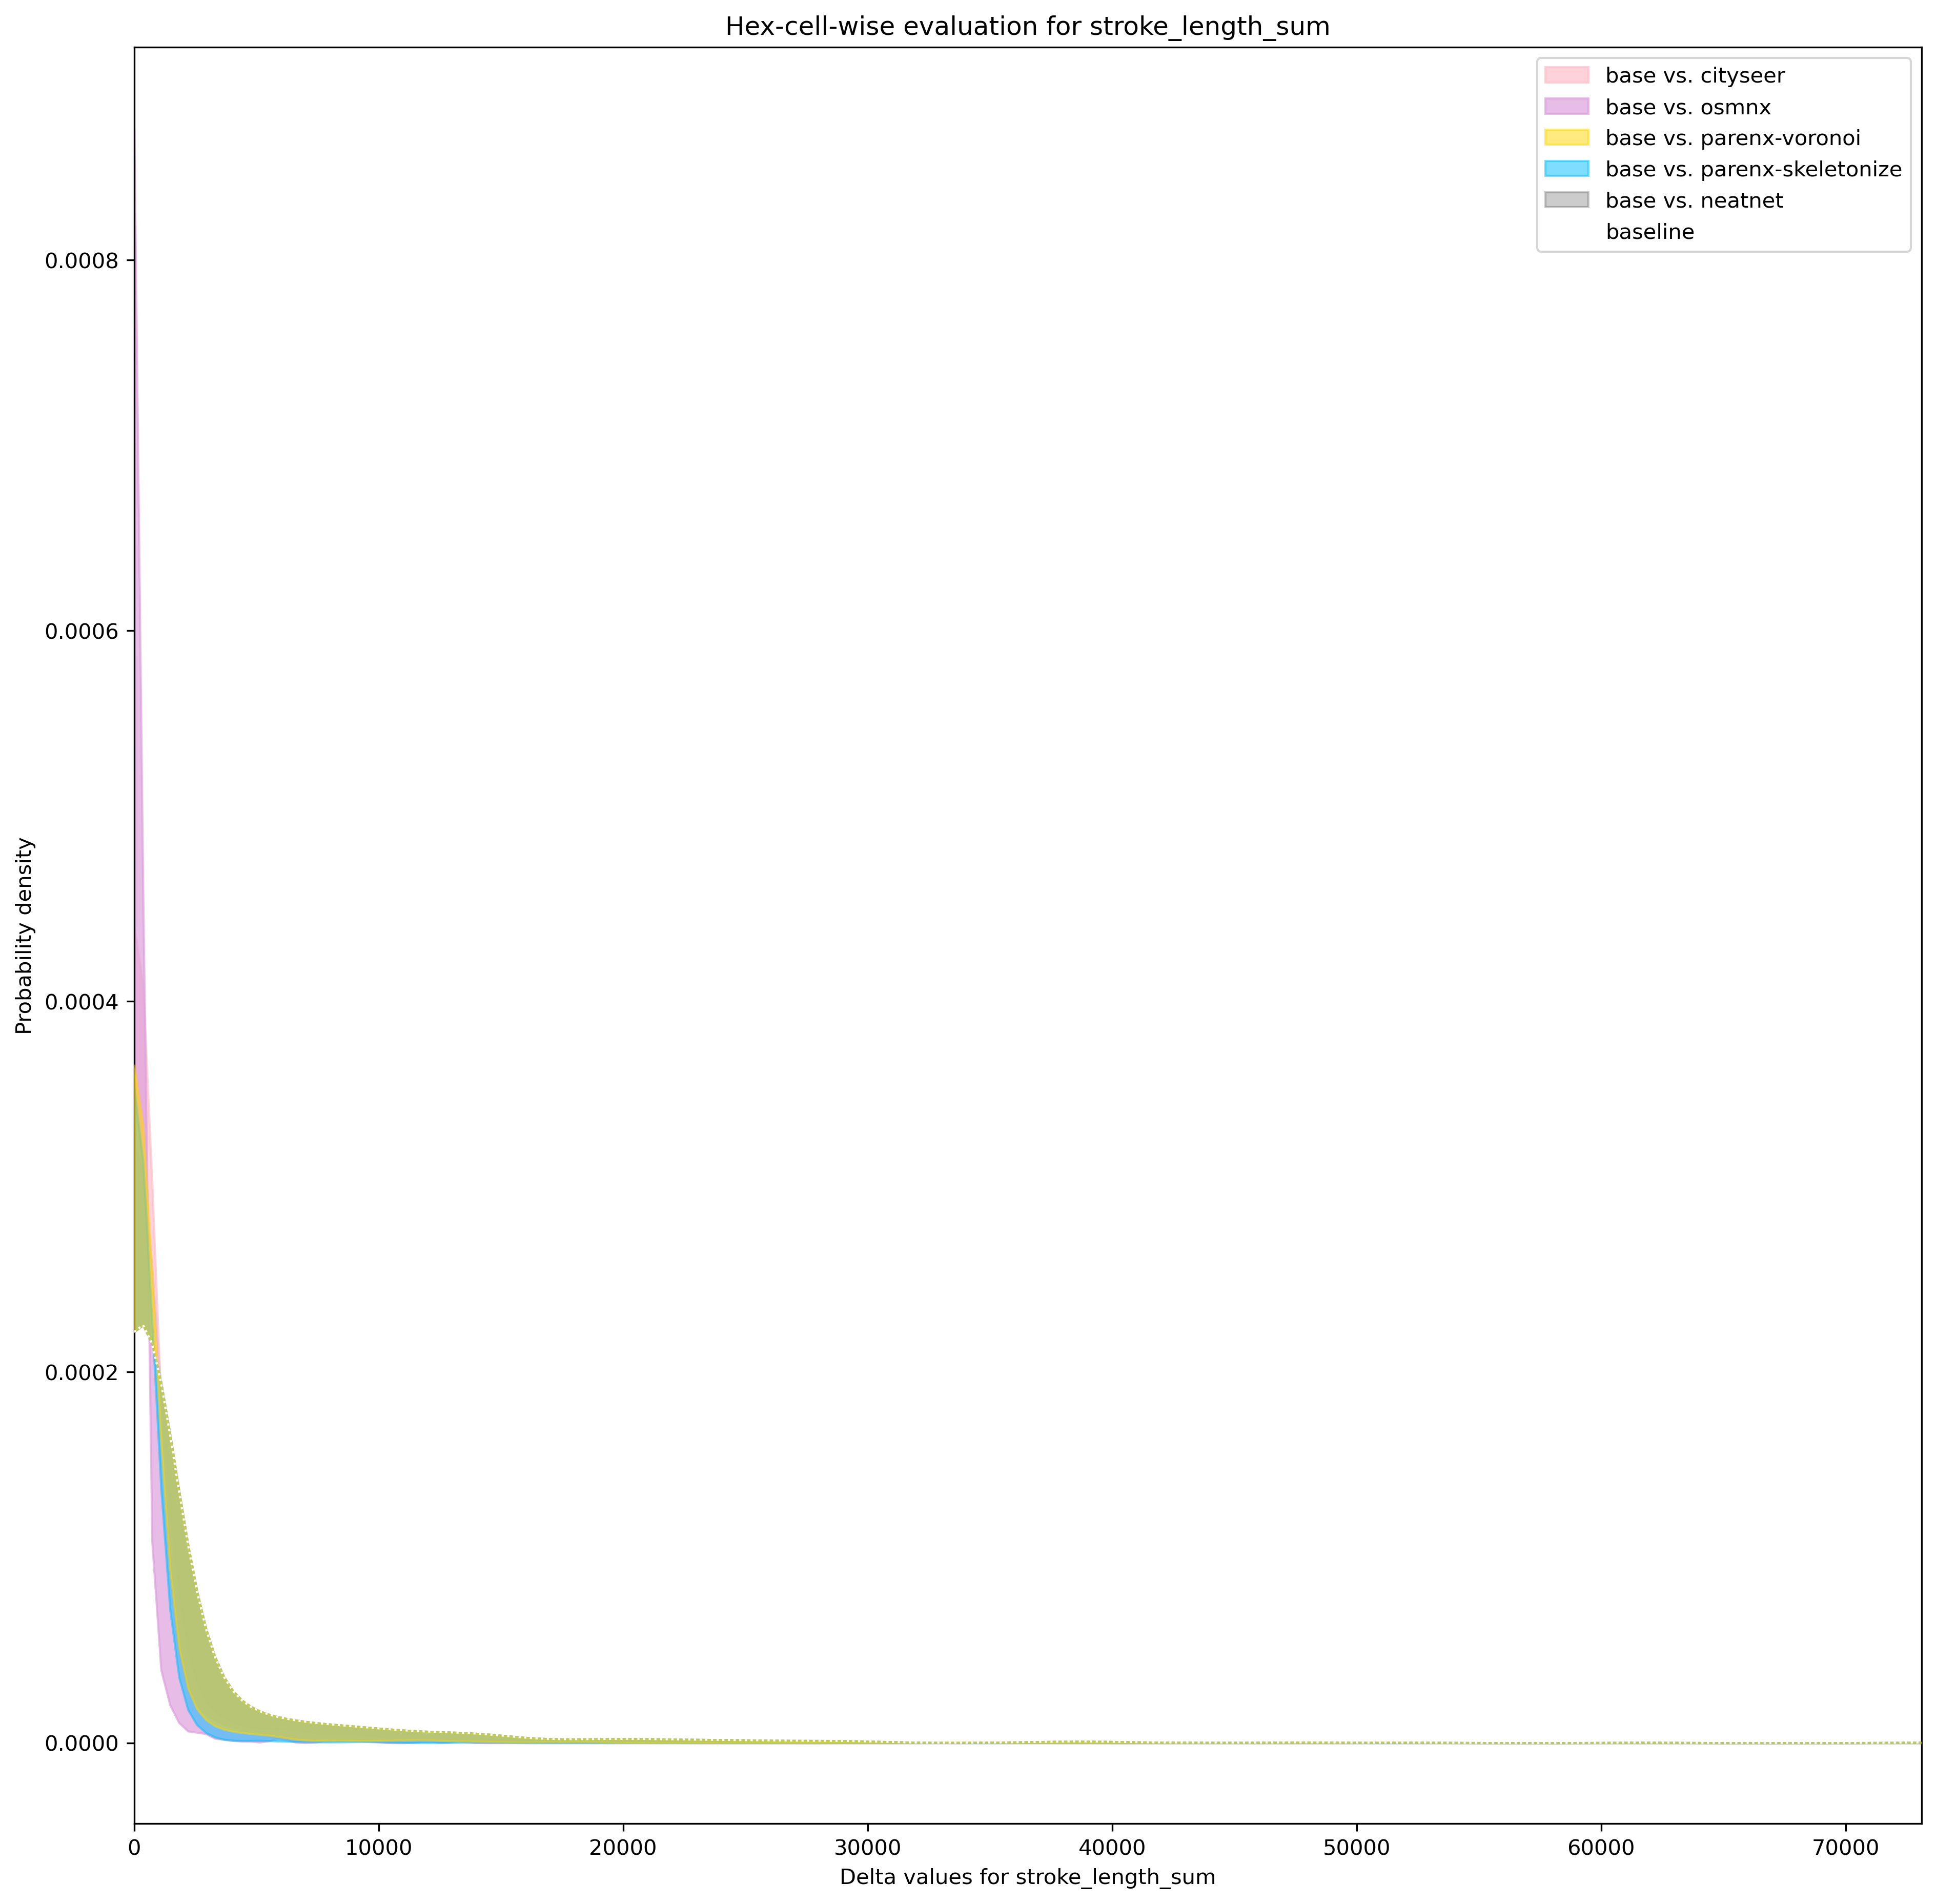 Hex-cell-wise evaluation for stroke_length_sum
base vs. cityseer
base vs. osmnx
base vs. parenx-voronoi
base vs. parenx-skeletonize
base vs. neatnet
baseline
Probability density
0.0008
0.0006
0.0004
0.0002
0.0000
0 10000 20000 30000 40000 50000 60000 70000
Delta values for stroke_length_sum